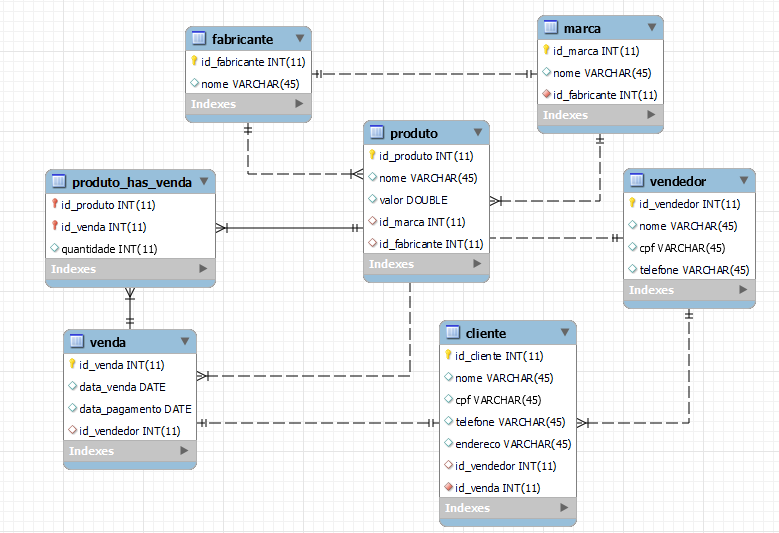 fabricante
id_fabricante INT(11)
nome VARCHAR(45)
Indexes
marca
id_marca INT(11)
nome VARCHAR(45)
id_fabricante INT(11)
Indexes
produto
id_produto INT(11)
nome VARCHAR(45)
valor DOUBLE
id_marca INT(11)
id_fabricante INT(11)
Indexes
produto_has_venda
id_produto INT(11)
id_venda INT(11)
quantidade INT(11)
Indexes
vendedor
id_vendedor INT(11)
nome VARCHAR(45)
cpf VARCHAR(45)
telefone VARCHAR(45)
Indexes
venda
id_venda INT(11)
data_venda DATE
data_pagamento DATE
id_vendedor INT(11)
Indexes
cliente
id_cliente INT(11)
nome VARCHAR(45)
cpf VARCHAR(45)
telefone VARCHAR(45)
endereco VARCHAR(45)
id_vendedor INT(11)
id_venda INT(11)
Indexes